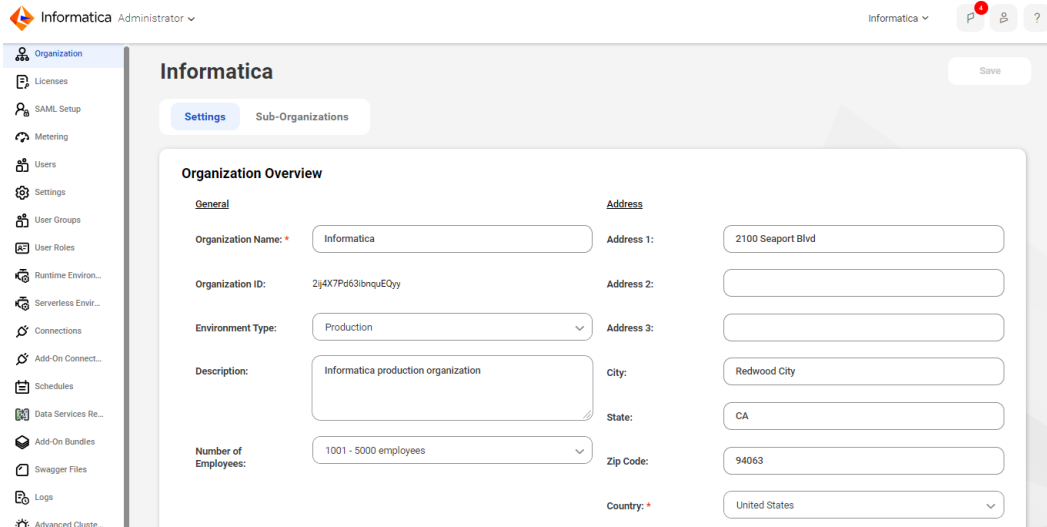 Informatica Administrator
Informatica
4
?
Organization
Licenses
SAML Setup
Metering
Users
Settings
User Groups
User Roles
Runtime Environ...
Serverless Envir...
Connections
Add-On Connect...
Schedules
Data Services Re...
Add-On Bundles
Swagger Files
Logs
Advanced Cluste...
Informatica
Save
Settings Sub-Organizations
Organization Overview
General
Organization Name: * Informatica
Organization ID: 2ij4X7Pd63ibnquEQyy
Environment Type: Production
Description: Informatica production organization
Number of
Employees:
1001 - 5000 employees
Address
Address 1: 2100 Seaport Blvd
Address 2:
Address 3:
City: Redwood City
State: CA
Zip Code: 94063
Country: * United States